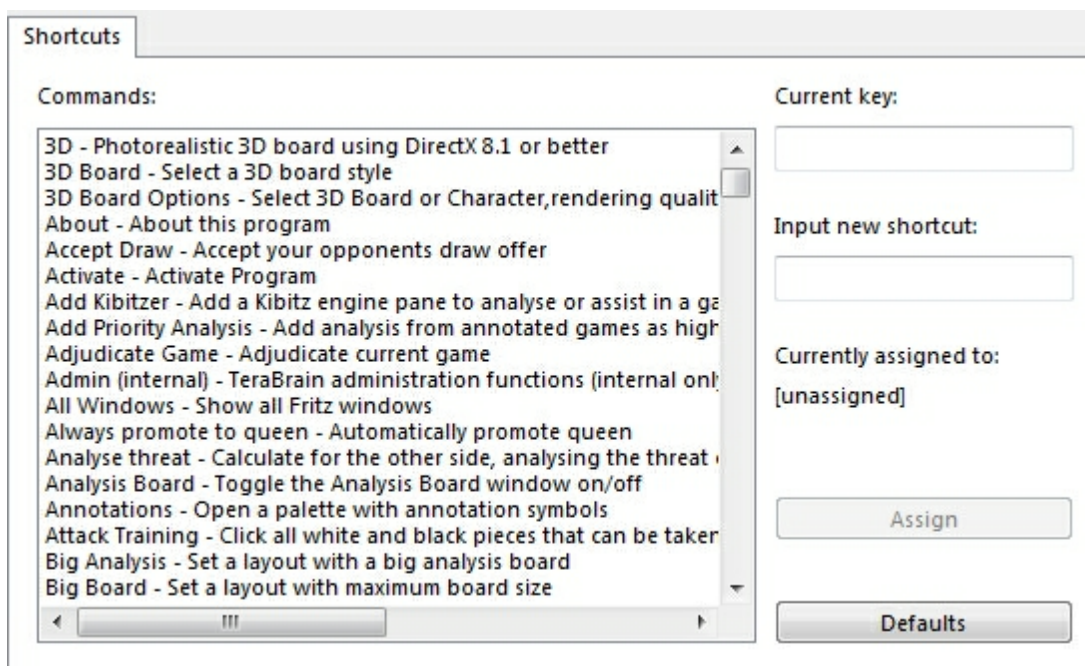 Shortcuts
Commands:
3D - Photorealistic 3D board using DirectX 8.1 or better
3D Board - Select a 3D board style
3D Board Options - Select 3D Board or Character,rendering qualit
About - About this program
Accept Draw - Accept your opponents draw offer
Activate - Activate Program
Add Kibitzer - Add a Kibitz engine pane to analyse or assist in a ga
Add Priority Analysis - Add analysis from annotated games as high
Adjudicate Game - Adjudicate current game
Admin (internal) - TeraBrain administration functions (internal only
All Windows - Show all Fritz windows
Always promote to queen - Automatically promote queen
Analyse threat - Calculate for the other side, analysing the threat
Analysis Board - Toggle the Analysis Board window on/off
Annotations - Open a palette with annotation symbols
Attack Training - Click all white and black pieces that can be taken
Big Analysis - Set a layout with a big analysis board
Big Board - Set a layout with maximum board size
Current key:
Input new shortcut:
Currently assigned to:
[unassigned]
Assign
Defaults